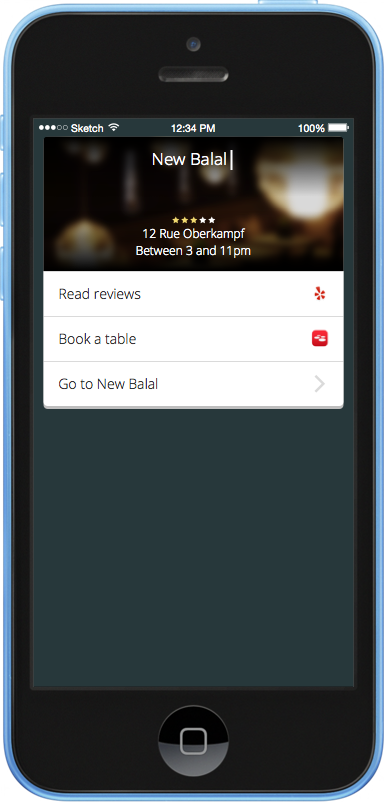 Sketch 12:34 PM 100%
New Balal
12 Rue Oberkampf
Between 3 and 11pm
Read reviews
Book a table
Go to New Balal